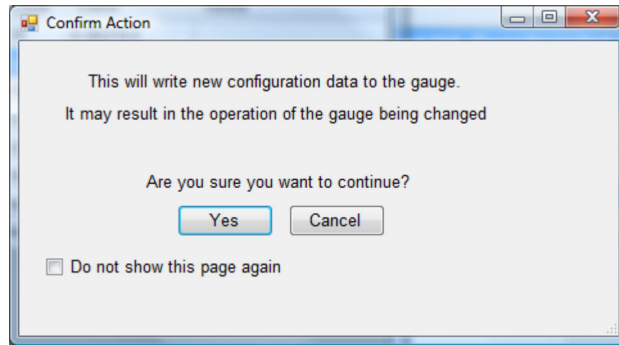 Confirm Action
This will write new configuration data to the gauge.
It may result in the operation of the gauge being changed
Are you sure you want to continue?
Yes Cancel
Do not show this page again